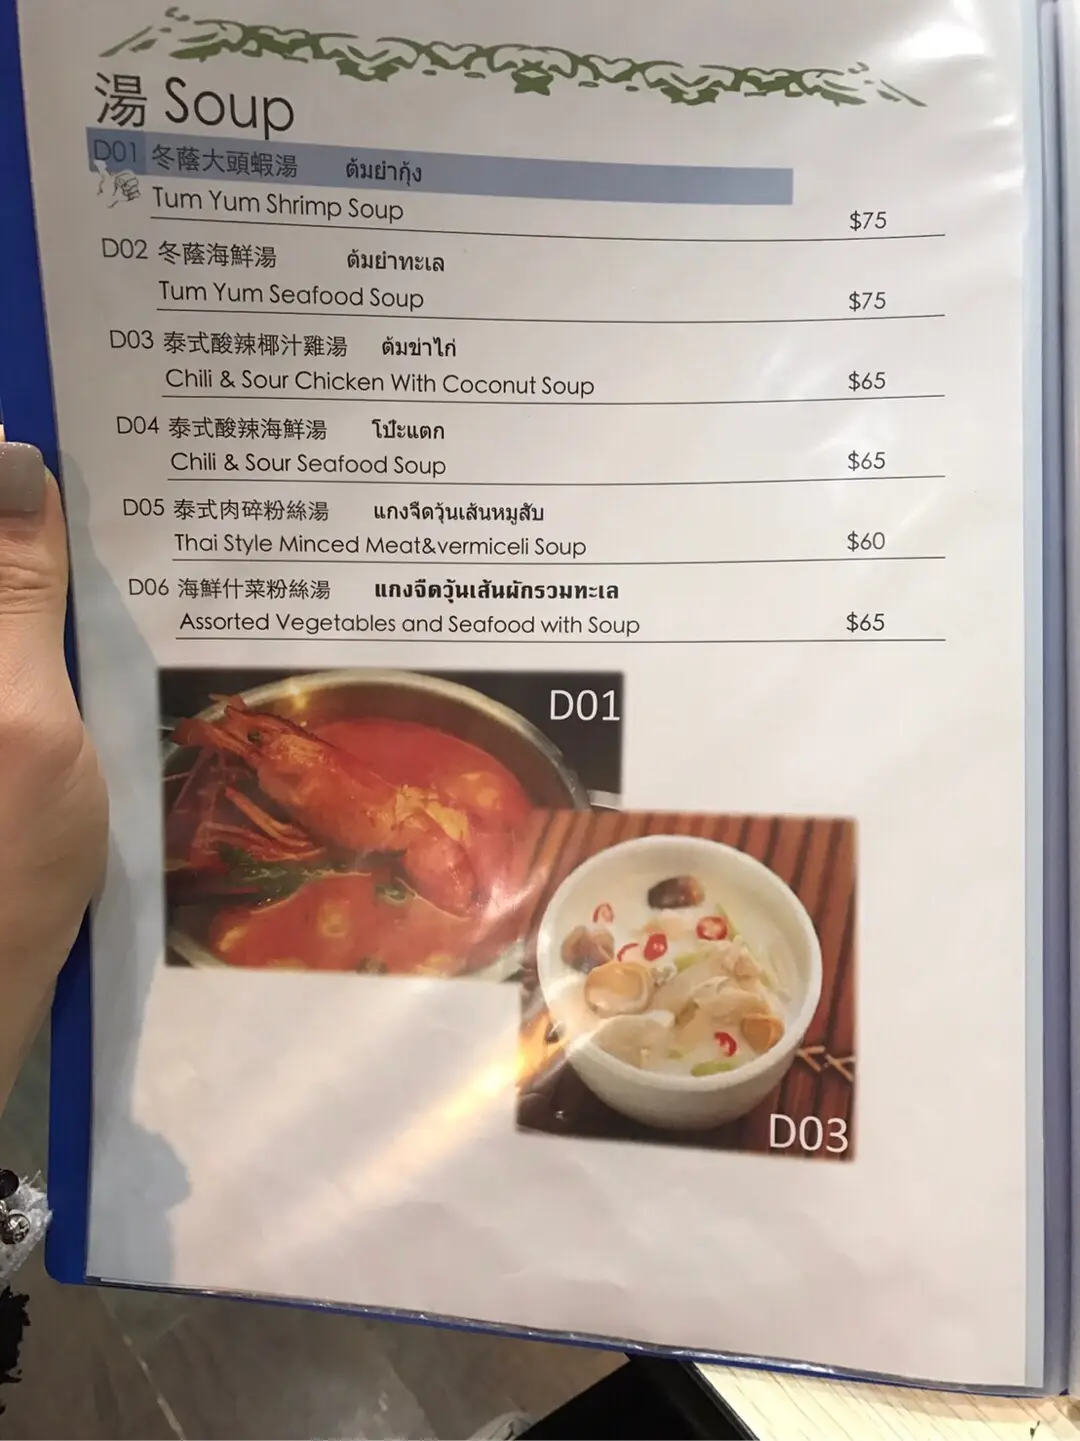 湯 Soup
D01 冬蔭大頭蝦湯 ต้มยำกุ้ง
Tum Yum Shrimp Soup $75
D02 冬蔭海鮮湯 ต้มยำทะเล
Tum Yum Seafood Soup $75
D03 泰式酸辣椰汁雞湯 ต้มข่าไก่
Chili & Sour Chicken With Coconut Soup $65
D04 泰式酸辣海鮮湯 โป๊ะแตก
Chili & Sour Seafood Soup $65
D05 泰式肉碎粉絲湯 แกงจืดวุ้นเส้นหมูสับ
Thai Style Minced Meat&vermiceli Soup $60
D06 海鮮什菜粉絲湯 แกงจืดวุ้นเส้นผักรวมทะเล
Assorted Vegetables and Seafood with Soup $65
D01
D03